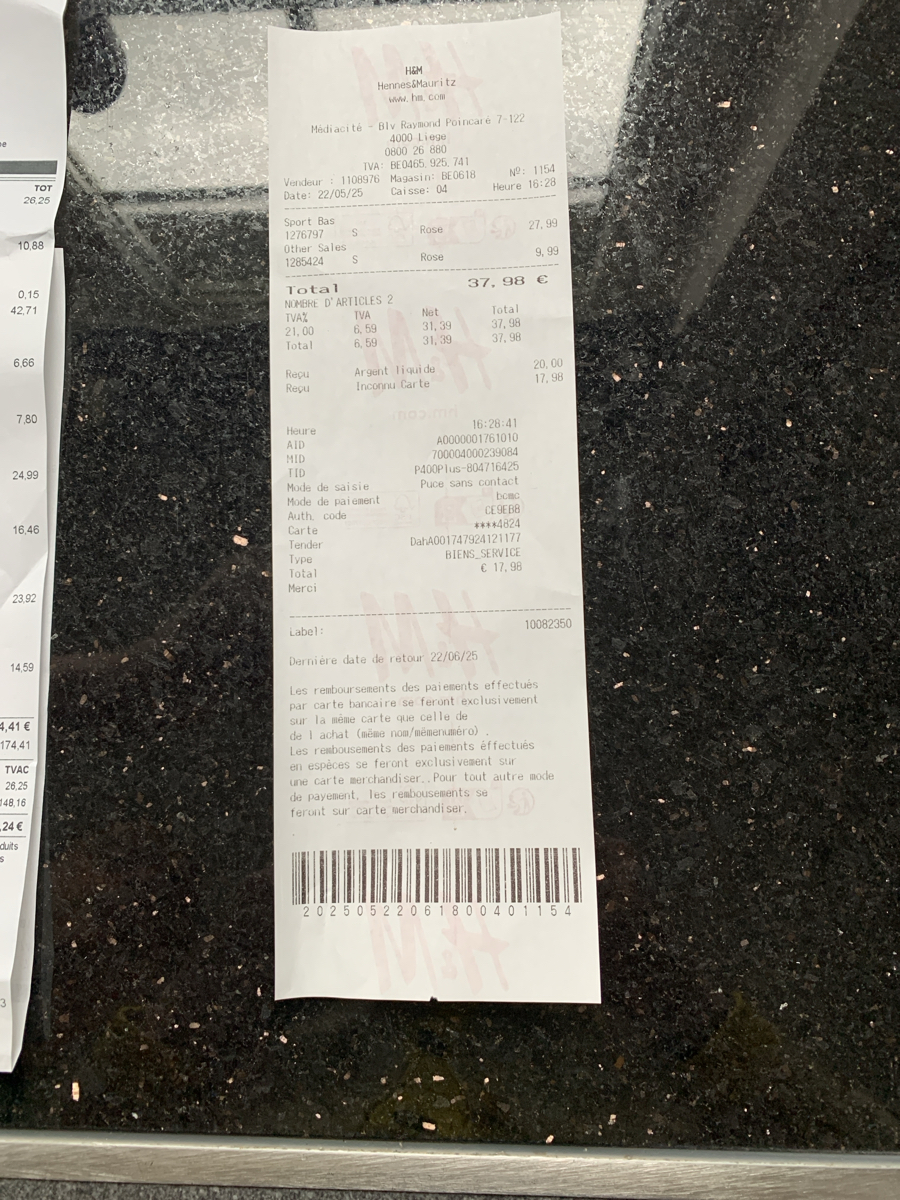 H&M
Hennes&Mauritz
www.hm.com
Médiacité - Blv Raymond Poincaré 7-122
4000 Liege
0800 26 880
TVA: BE0465.925.741
Vendeur : 1108976 Magasin: BE0618 Nº: 1154
Date: 22/05/25 Caisse: 04 Heure 16:28
Sport Bas
1276797 S Rose 27,99
Other Sales
1285424 S Rose 9,99
Total 37,98 €
NOMBRE D'ARTICLES 2
TVA% TVA Net Total
21,00 6,59 31,39 37,98
Total 6,59 31,39 37,98
Reçu Argent liquide 20,00
Reçu Inconnu Carte 17,98
Heure 16:28:41
AID A0000001761010
MID 700004000239084
TID P400Plus-804716425
Mode de saisie Puce sans contact
Mode de paiement bcmc
Auth. code CE9EB8
Carte ****4824
Tender DahA001747924121177
Type BIENS_SERVICE
Total € 17,98
Merci
Label: 10082350
Dernière date de retour 22/06/25
Les remboursements des paiements effectués
par carte bancaire se feront exclusivement
sur la même carte que celle de
de l achat (même nom/mêmenuméro) .
Les rembousements des paiements éffectués
en espèces se feront exclusivement sur
une carte merchandiser..Pour tout autre mode
de payement, les rembousements se
feront sur carte merchandiser.
20250522061800401154
TOT
26,25
10,88
0,15
42,71
6,66
7,80
24,99
16,46
23,92
14,59
4,41 €
174,41
TVAC
26,25
148,16
,24 €
duits
s
3